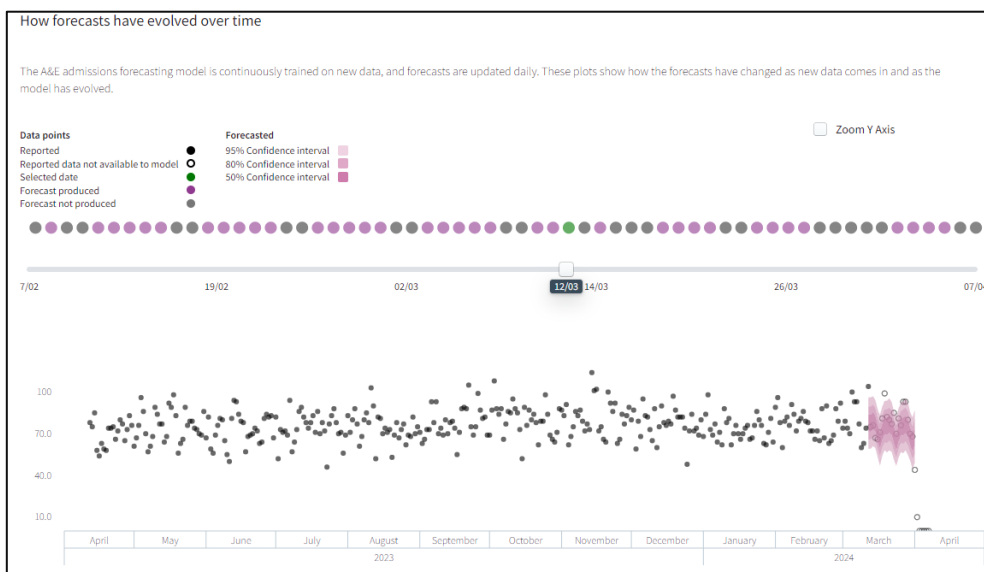 How forecasts have evolved over time
The A&E admissions forecasting model is continuously trained on new data, and forecasts are updated daily. These plots show how the forecasts have changed as new data comes in and as the
model has evolved.
Zoom Y Axis
Data points
Reported
Reported data not available to model
Selected date
Forecast produced
Forecast not produced
Forecasted
95% Confidence interval
80% Confidence interval
50% Confidence interval
7/02 19/02 02/03 12/03 14/03 26/03 07/04
100
70.0
40.0
10.0
April May June July August September October November December January February March April
2023 2024